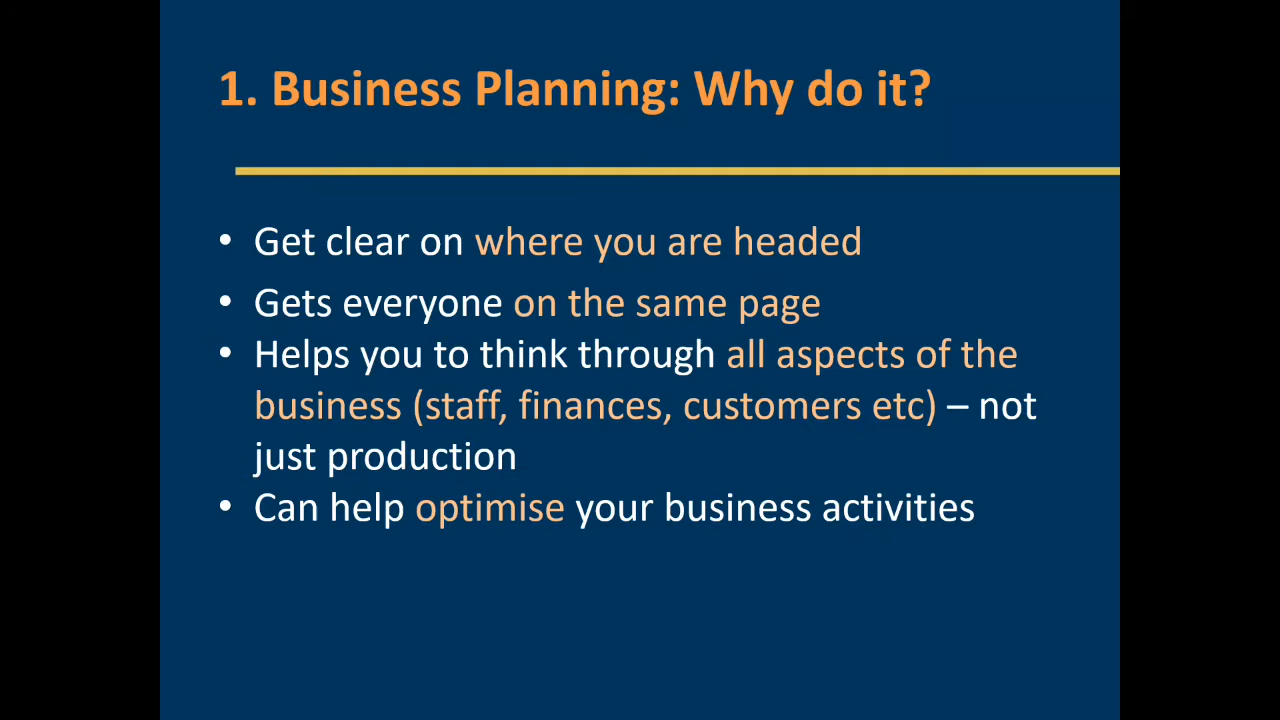 1. Business Planning: Why do it?
• Get clear on where you are headed
• Gets everyone on the same page
• Helps you to think through all aspects of the
business (staff, finances, customers etc) – not
just production
• Can help optimise your business activities